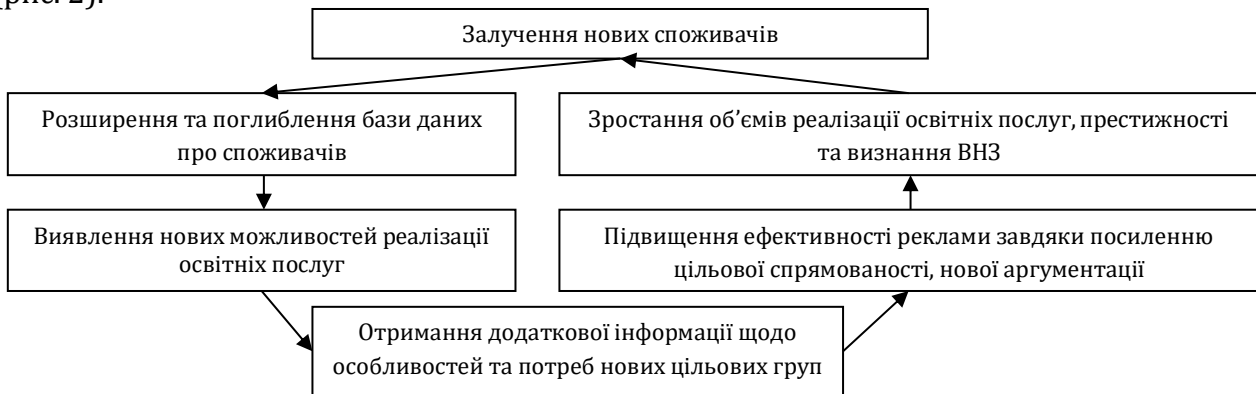 (рис. 2).
Залучення нових споживачів
Розширення та поглиблення бази даних
про споживачів
Зростання об’ємів реалізації освітніх послуг, престижності
та визнання ВНЗ
Виявлення нових можливостей реалізації
освітніх послуг
Підвищення ефективності реклами завдяки посиленню
цільової спрямованості, нової аргументації
Отримання додаткової інформації щодо
особливостей та потреб нових цільових груп